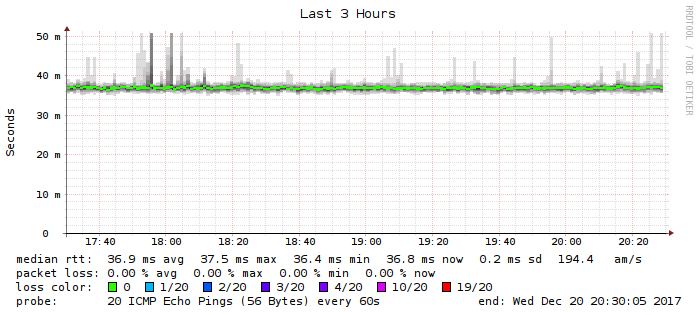 Last 3 Hours
RRDTOOL / TOBI OETIKER
Seconds
50 m
40 m
30 m
20 m
10 m
0
17:40 18:00 18:20 18:40 19:00 19:20 19:40 20:00 20:20
median rtt: 36.9 ms avg 37.5 ms max 36.4 ms min 36.8 ms now 0.2 ms sd 194.4 am/s
packet loss: 0.00 % avg 0.00 % max 0.00 % min 0.00 % now
loss color: 0 1/20 2/20 3/20 4/20 10/20 19/20
probe: 20 ICMP Echo Pings (56 Bytes) every 60s end: Wed Dec 20 20:30:05 2017